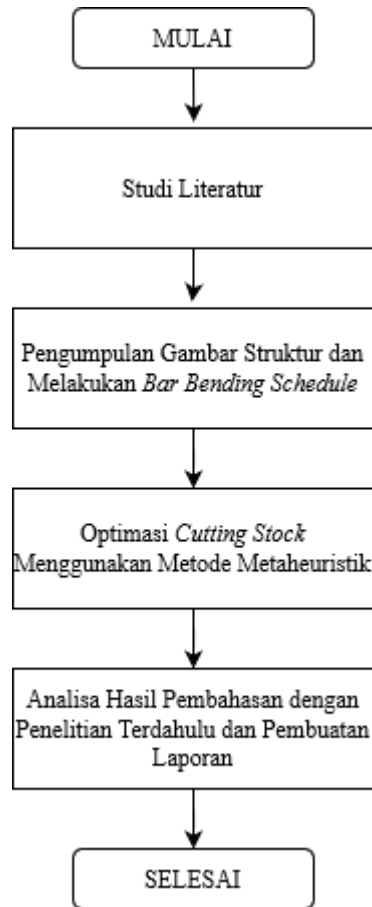 MULAI
Studi Literatur
Pengumpulan Gambar Struktur dan
Melakukan Bar Bending Schedule
Optimasi Cutting Stock
Menggunakan Metode Metaheuristik
Analisa Hasil Pembahasan dengan
Penelitian Terdahulu dan Pembuatan
Laporan
SELESAI